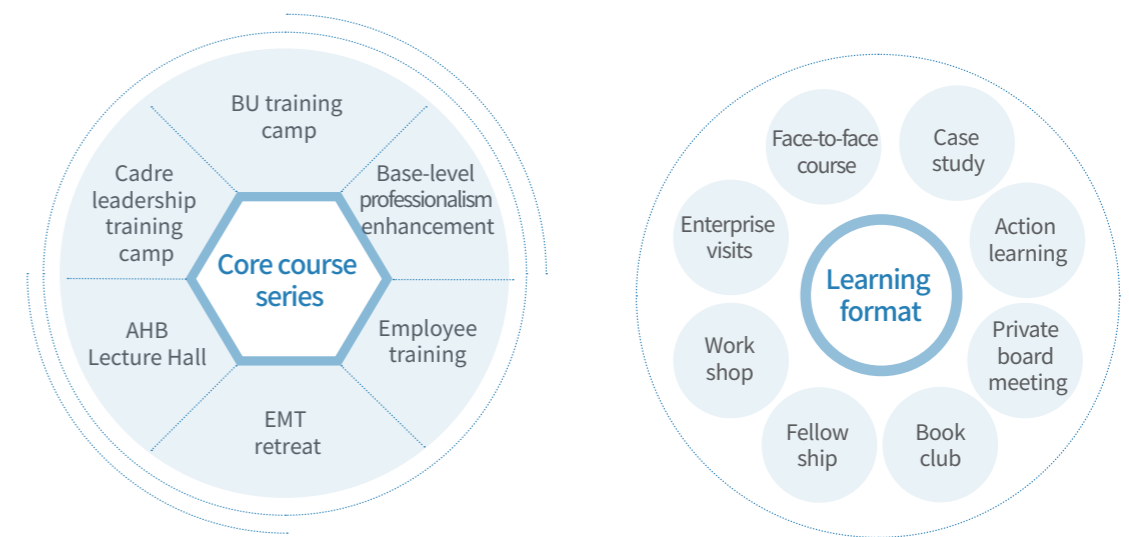 BU training
camp
Base-level
professionalism
enhancement
Employee
training
EMT
retreat
AHB
Lecture Hall
Cadre
leadership
training
camp
Core course
series
Face-to-face
course
Case
study
Action
learning
Private
board
meeting
Book
club
Fellow
ship
Work
shop
Enterprise
visits
Learning
format